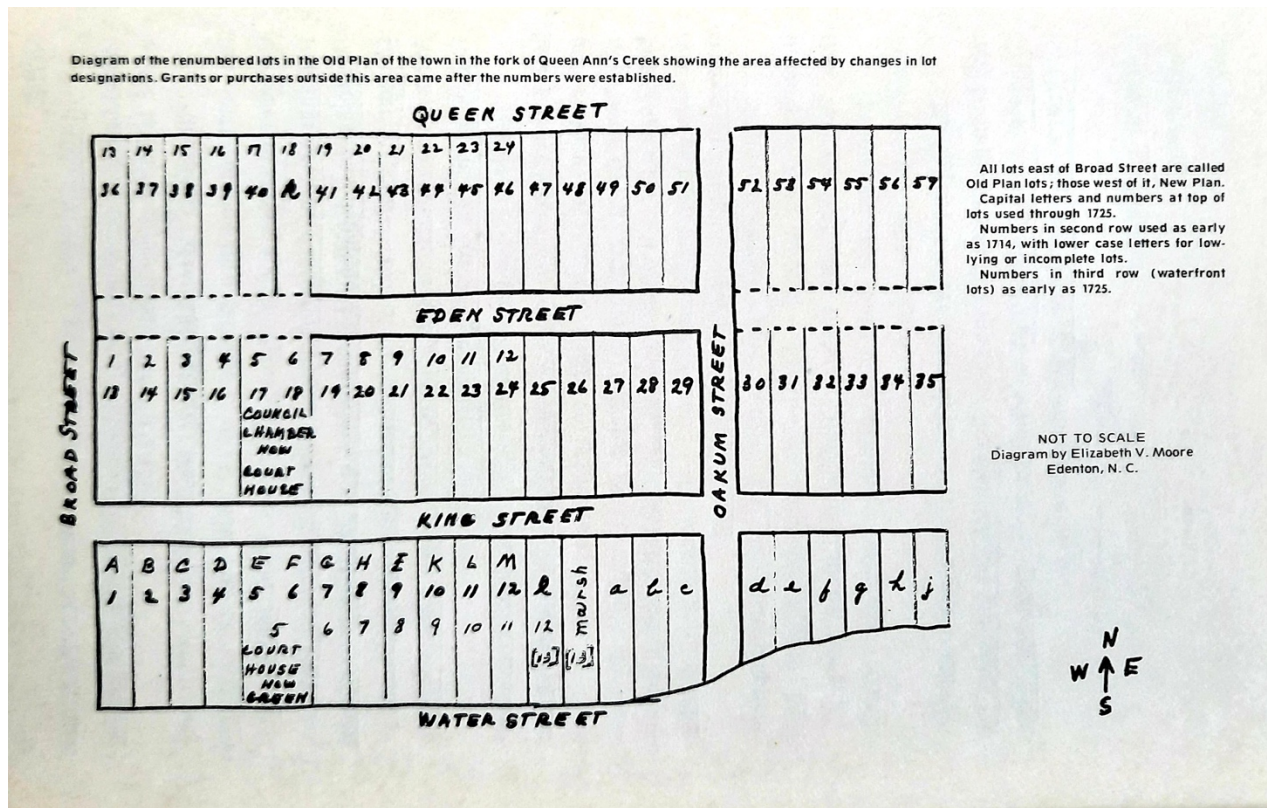 Diagram of the renumbered lots in the Old Plan of the town in the fork of Queen Ann's Creek showing the area affected by changes in lot
designations. Grants or purchases outside this area came after the numbers were established.
QUEEN STREET
13 14 15 16 17 18 19 20 21 22 23 24
36 37 38 39 40 k 41 42 43 44 45 46 47 48 49 50 51 52 53 54 55 56 57
All lots east of Broad Street are called
Old Plan lots; those west of it, New Plan.
Capital letters and numbers at top of
lots used through 1725.
Numbers in second row used as early
as 1714, with lower case letters for low-
lying or incomplete lots.
Numbers in third row (waterfront
lots) as early as 1725.
EDEN STREET
BROAD STREET
OAKUM STREET
1 2 3 4 5 6 7 8 9 10 11 12
13 14 15 16 17 18 19 20 21 22 23 24 25 26 27 28 29 30 31 32 33 34 35
COUNCIL
CHAMBER
NOW
COURT
HOUSE
NOT TO SCALE
Diagram by Elizabeth V. Moore
Edenton, N. C.
KING STREET
A B C D E F G H I K L M
1 2 3 4 5 6 7 8 9 10 11 12 l marsh a b c d e f g h j
5 6 7 8 9 10 11 12
[13] [13]
COURT
HOUSE
NOW
GREEN
WATER STREET
N
W E
S